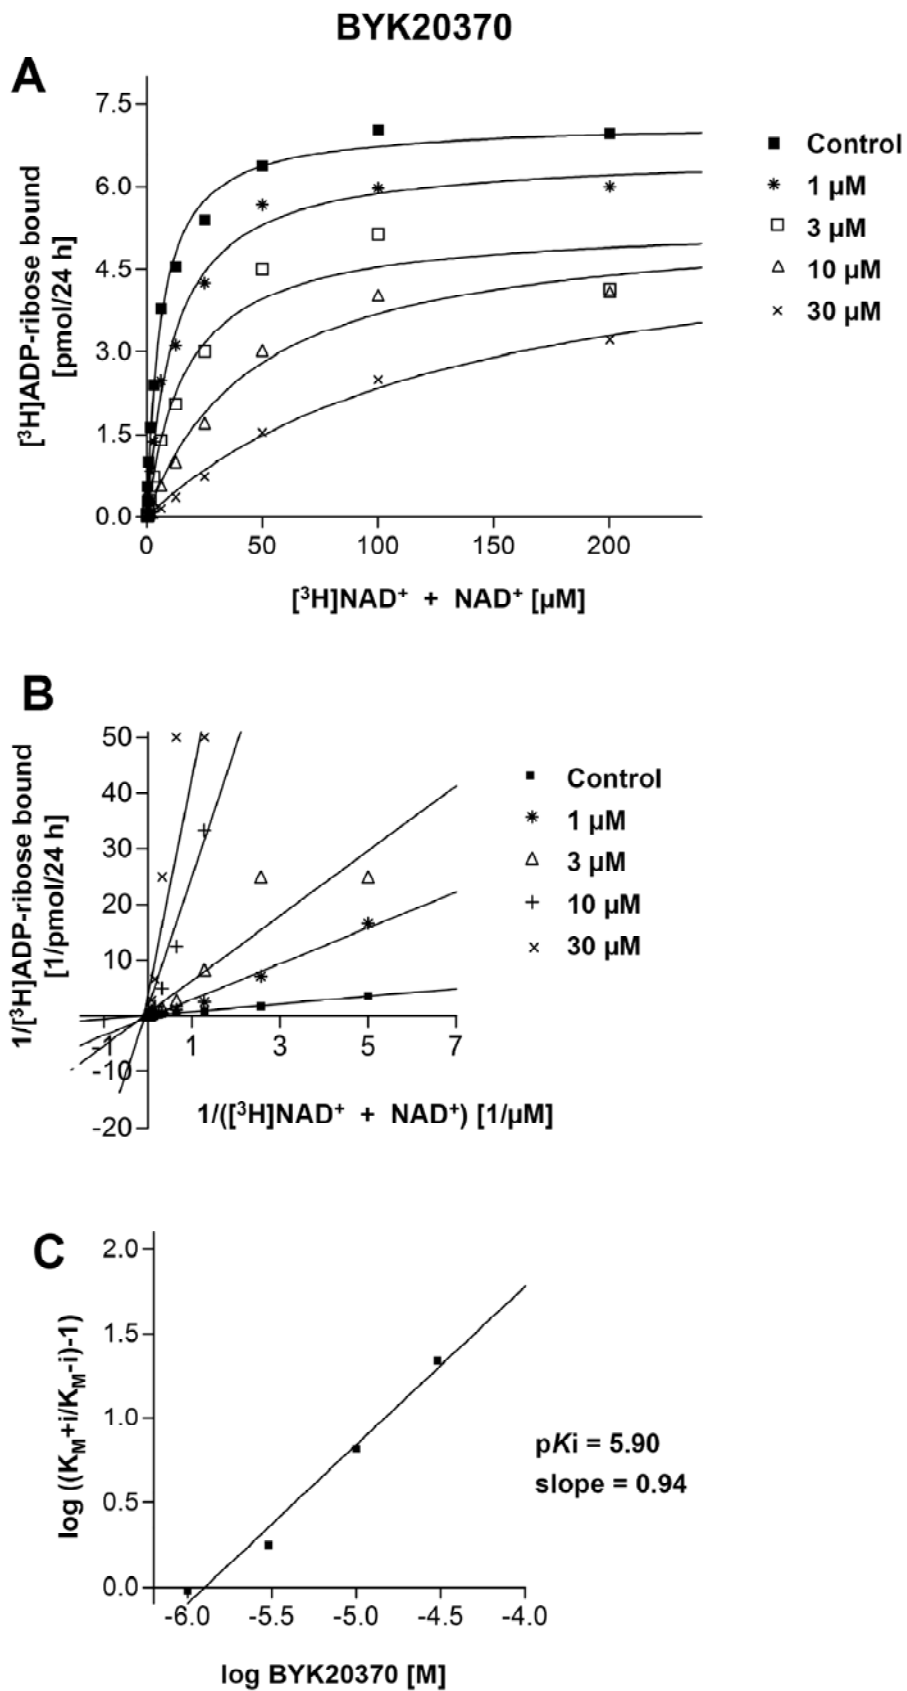 BYK20370
A
[³H]ADP-ribose bound
[pmol/24 h]
7.5
6.0
4.5
3.0
1.5
0.0
0 50 100 150 200
[³H]NAD⁺ + NAD⁺ [µM]
Control
1 µM
3 µM
10 µM
30 µM
B
1/[³H]ADP-ribose bound
[1/pmol/24 h]
50
40
30
20
10
-10
-20
-1 1 3 5 7
1/([³H]NAD⁺ + NAD⁺) [1/µM]
Control
1 µM
3 µM
10 µM
30 µM
C
log ((K_M+i/K_M-i)-1)
2.0
1.5
1.0
0.5
0.0
-6.0 -5.5 -5.0 -4.5 -4.0
log BYK20370 [M]
pKi = 5.90
slope = 0.94